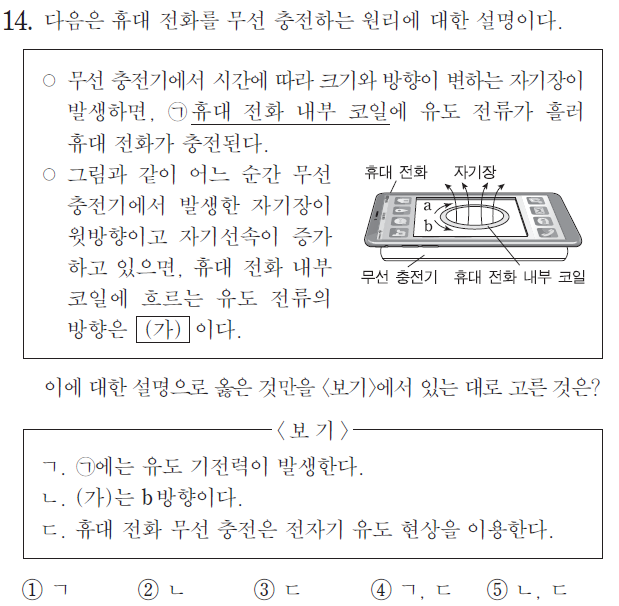 14. 다음은 휴대 전화를 무선 충전하는 원리에 대한 설명이다.
○ 무선 충전기에서 시간에 따라 크기와 방향이 변하는 자기장이
발생하면, ㉠휴대 전화 내부 코일에 유도 전류가 흘러
휴대 전화가 충전된다.
○ 그림과 같이 어느 순간 무선
충전기에서 발생한 자기장이
윗방향이고 자기선속이 증가
하고 있으면, 휴대 전화 내부
코일에 흐르는 유도 전류의
방향은 (가) 이다.
휴대 전화 자기장
a
b
무선 충전기 휴대 전화 내부 코일
이에 대한 설명으로 옳은 것만을 <보기>에서 있는 대로 고른 것은?
<보 기>
ㄱ. ㉠에는 유도 기전력이 발생한다.
ㄴ. (가)는 b방향이다.
ㄷ. 휴대 전화 무선 충전은 전자기 유도 현상을 이용한다.
① ㄱ ② ㄴ ③ ㄷ ④ ㄱ, ㄷ ⑤ ㄴ, ㄷ